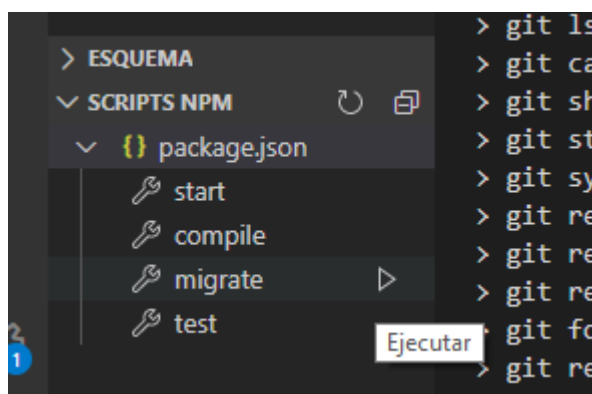 ESQUEMA
SCRIPTS NPM
package.json
start
compile
migrate
test
Ejecutar
1
> git ls
> git ca
> git sh
> git st
> git sy
> git re
> git re
> git re
git fo
> git re